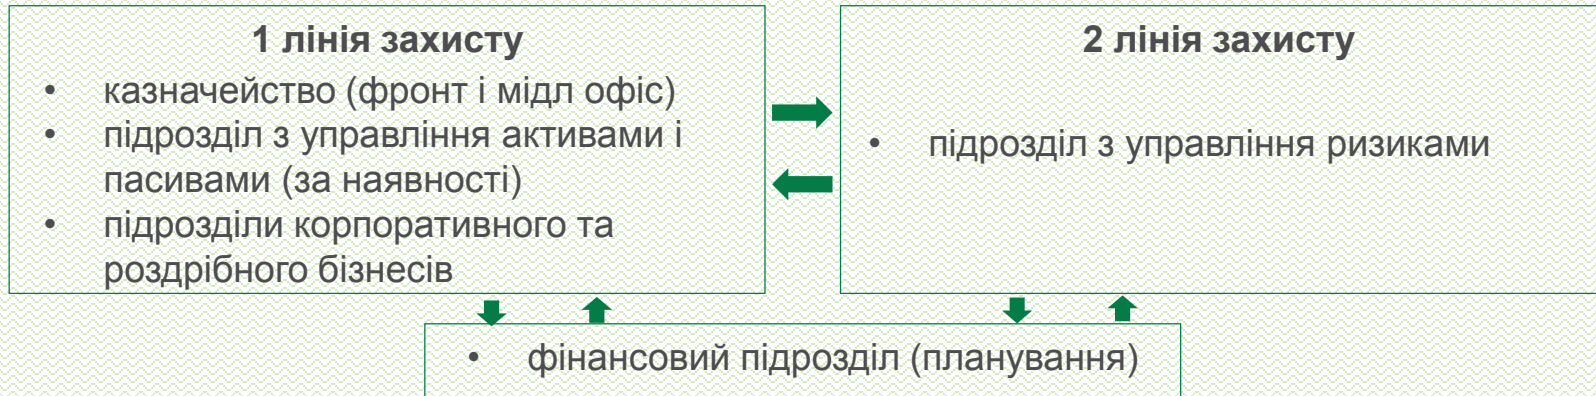 1 лінія захисту
• казначейство (фронт і мідл офіс)
• підрозділ з управління активами і
пасивами (за наявності)
• підрозділи корпоративного та
роздрібного бізнесів
2 лінія захисту
• підрозділ з управління ризиками
• фінансовий підрозділ (планування)